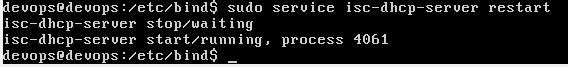 devops@devops:/etc/bind$ sudo service isc-dhcp-server restart
isc-dhcp-server stop/waiting
isc-dhcp-server start/running, process 4061
devops@devops:/etc/bind$ _